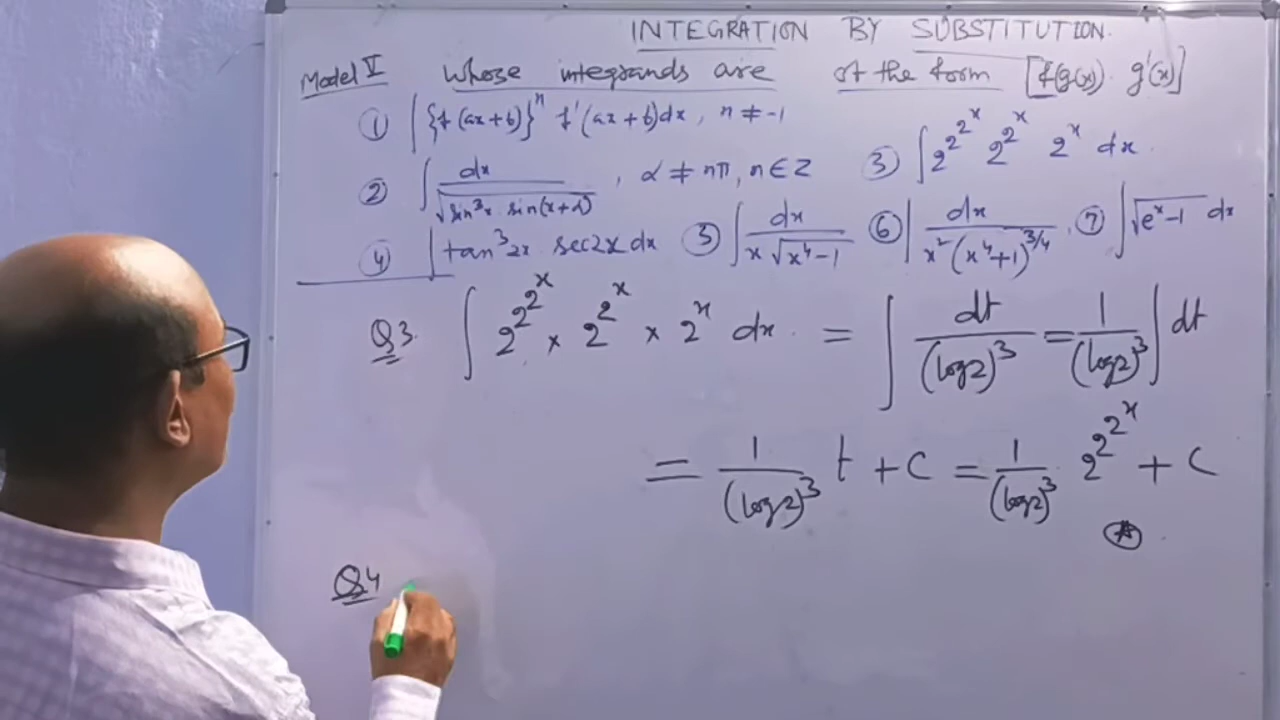 INTEGRATION BY SUBSTITUTION.
Model V whose integrands are of the form [f(g(x)). g'(x)]
① ∫{f(ax+b)}^n f'(ax+b)dx, n ≠ -1
② ∫ dx/√(sin³x. sin(x+α)), α ≠ nπ, n ∈ Z ③ ∫ 2^2^2^x 2^2^x 2^x dx.
④ ∫ tan³2x sec2x dx ⑤ ∫ dx/(x√(x⁴-1)) ⑥ ∫ dx/(x²(x⁴+1)^(3/4)). ⑦ ∫ √(e^x-1) dx
Q3. ∫ 2^2^2^x × 2^2^x × 2^x dx. = ∫ dt/(log2)³ = 1/(log2)³ ∫ dt
= 1/(log2)³ t + C = 1/(log2)³ 2^2^2^x + C
Q4